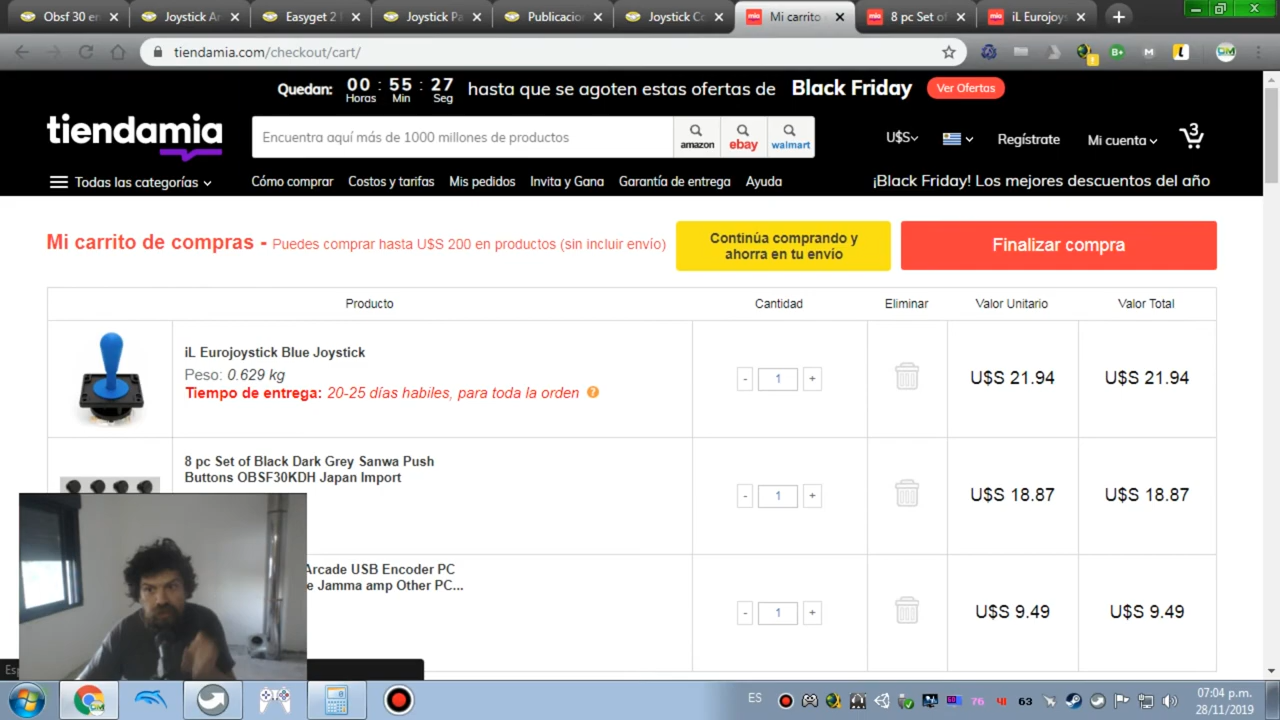 Obsf 30 en
Joystick Ar
Easyget 2
Joystick Pa
Publicacio
Joystick Co
Mi carrito
8 pc Set of
iL Eurojoys
tiendamia.com/checkout/cart/
Quedan: 00 : 55 : 27 hasta que se agoten estas Ofertas de Black Friday Ver Ofertas
Horas Min Seg
tiendamia
Encuentra aquí más de 1000 millones de productos
amazon ebay walmart
U$S
Regístrate
Mi cuenta
3
Todas las categorías
Cómo comprar Costos y tarifas Mis pedidos Invita y Gana Garantía de entrega Ayuda
¡Black Friday! Los mejores descuentos del año
Mi carrito de compras - Puedes comprar hasta U$S 200 en productos (sin incluir envío)
Continúa comprando y
ahorra en tu envío
Finalizar compra
Producto Cantidad Eliminar Valor Unitario Valor Total
iL Eurojoystick Blue Joystick
Peso: 0.629 kg
Tiempo de entrega: 20-25 días habiles, para toda la orden ?
- 1 + U$S 21.94 U$S 21.94
8 pc Set of Black Dark Grey Sanwa Push
Buttons OBSF30KDH Japan Import
- 1 + U$S 18.87 U$S 18.87
Arcade USB Encoder PC
e Jamma amp Other PC...
- 1 + U$S 9.49 U$S 9.49
Esp
ES
76
41
63
07:04 p.m.
28/11/2019